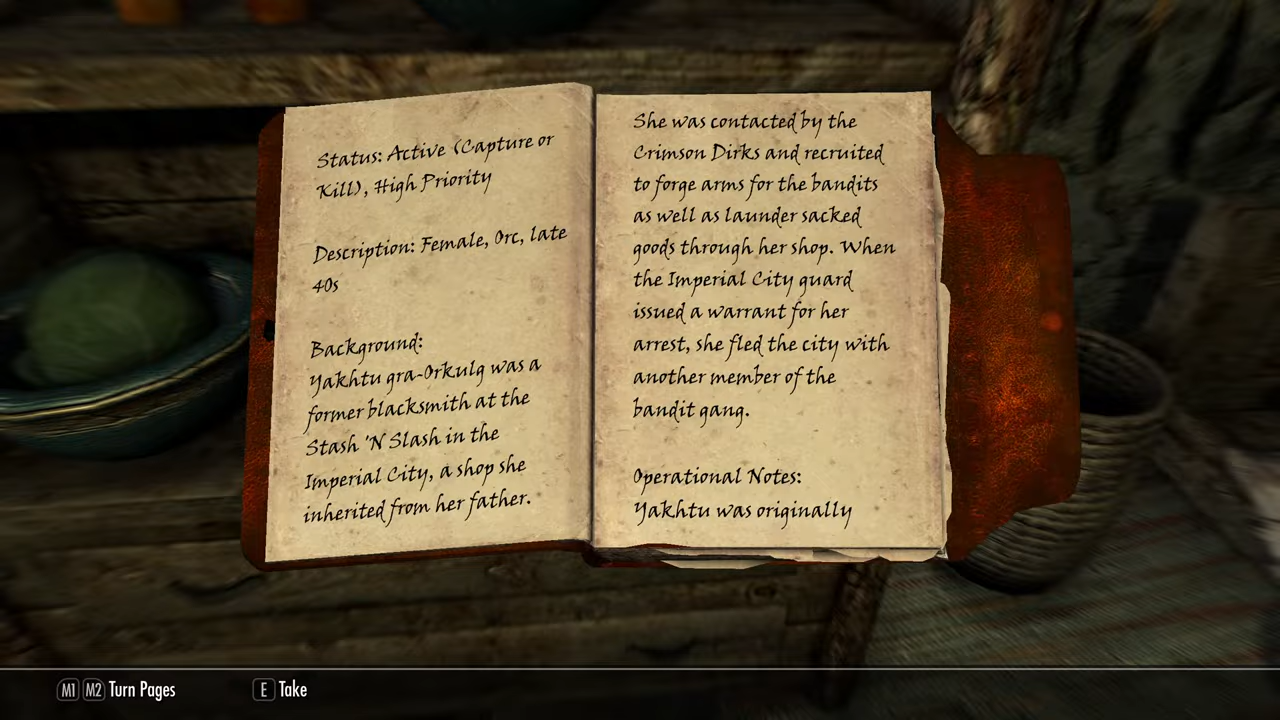 Status: Active (Capture or
Kill), High Priority
Description: Female, Orc, late
40s
Background:
Yakhtu gra-Orkulg was a
former blacksmith at the
Stash 'N Slash in the
Imperial City, a shop she
inherited from her father.
She was contacted by the
Crimson Dirks and recruited
to forge arms for the bandits
as well as launder sacked
goods through her shop. When
the Imperial City guard
issued a warrant for her
arrest, she fled the city with
another member of the
bandit gang.
Operational Notes:
Yakhtu was originally
M1 M2 Turn Pages
E Take